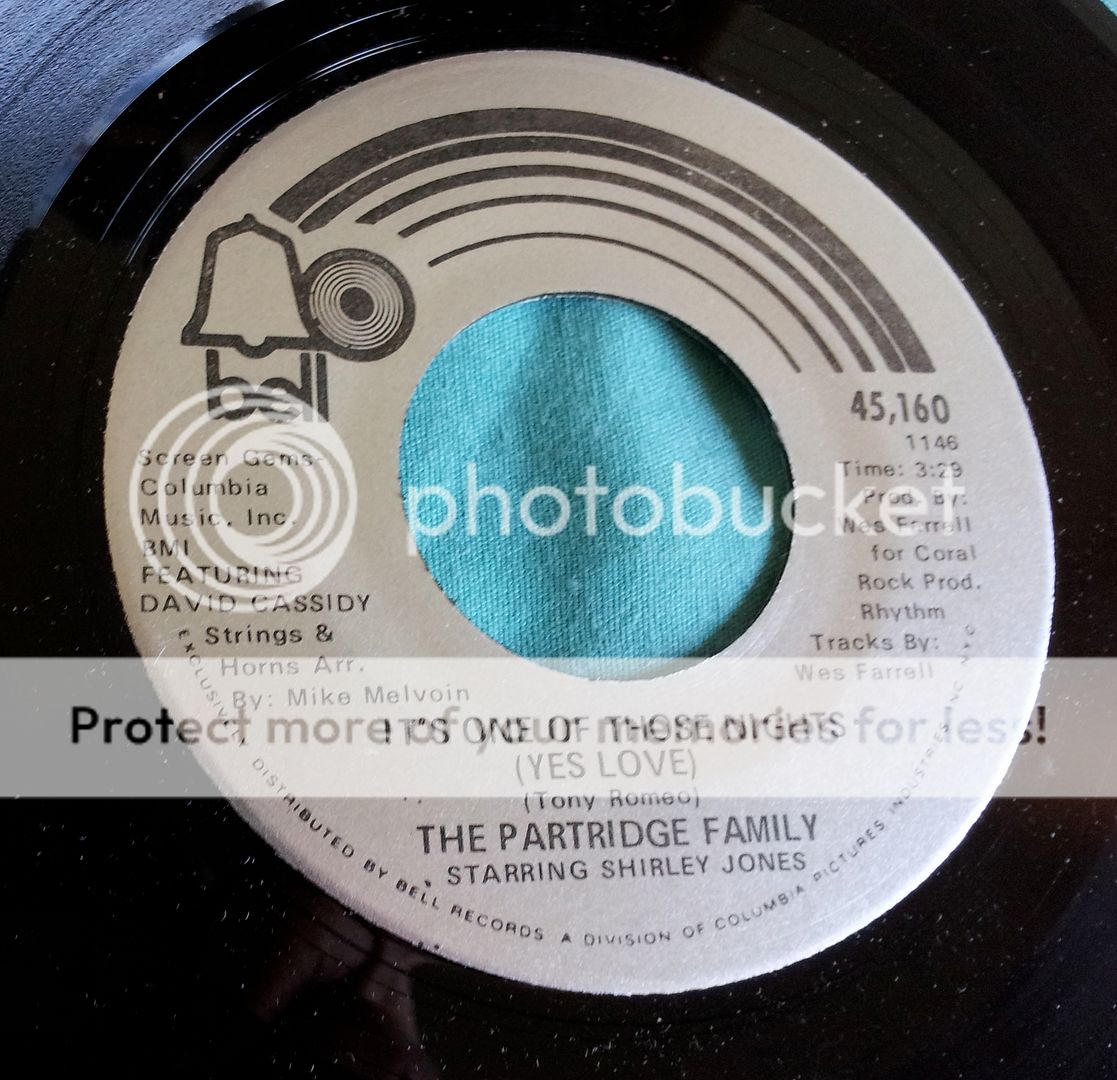 bell
45,160
1146
Time: 3:29
Prod. By:
Wes Farrell
for Coral
Rock Prod.
Rhythm
Tracks By:
Wes Farrell
Screen Gems-
Columbia
Music, Inc.
BMI
FEATURING
DAVID CASSIDY
Strings &
Horns Arr.
By: Mike Melvoin
IT'S ONE OF THOSE NIGHTS
(YES LOVE)
(Tony Romeo)
THE PARTRIDGE FAMILY
STARRING SHIRLEY JONES
EXCLUSIVELY DISTRIBUTED BY BELL RECORDS A DIVISION OF COLUMBIA PICTURES INDUSTRIES INC NYC
photobucket
Protect more of your memories for less!